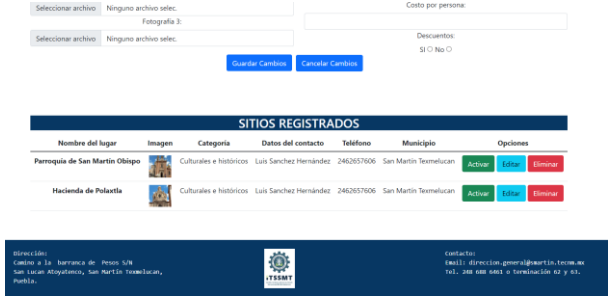 Seleccionar archivo Ninguno archivo selec.
Costo por persona:
Fotografía 3:
Seleccionar archivo Ninguno archivo selec.
Descuentos:
SI No
Guardar Cambios Cancelar Cambios
SITIOS REGISTRADOS
Nombre del lugar Imagen Categoría Datos del contacto Teléfono Municipio Opciones
Parroquia de San Martín Obispo Culturales e históricos Luis Sanchez Hernández 2462657606 San Martín Texmelucan Activar Editar Eliminar
Hacienda de Polaxtla Culturales e históricos Luis Sanchez Hernández 2462657606 San Martín Texmelucan Activar Editar Eliminar
Dirección:
Camino a la barranca de Pesos S/N
San Lucan Atoyatenco, San Martín Texmelucan,
Puebla.
ITSSMT
Contacto:
Email: direccion.general@smartin.tecnm.mx
Tel. 248 688 6461 o terminación 62 y 63.